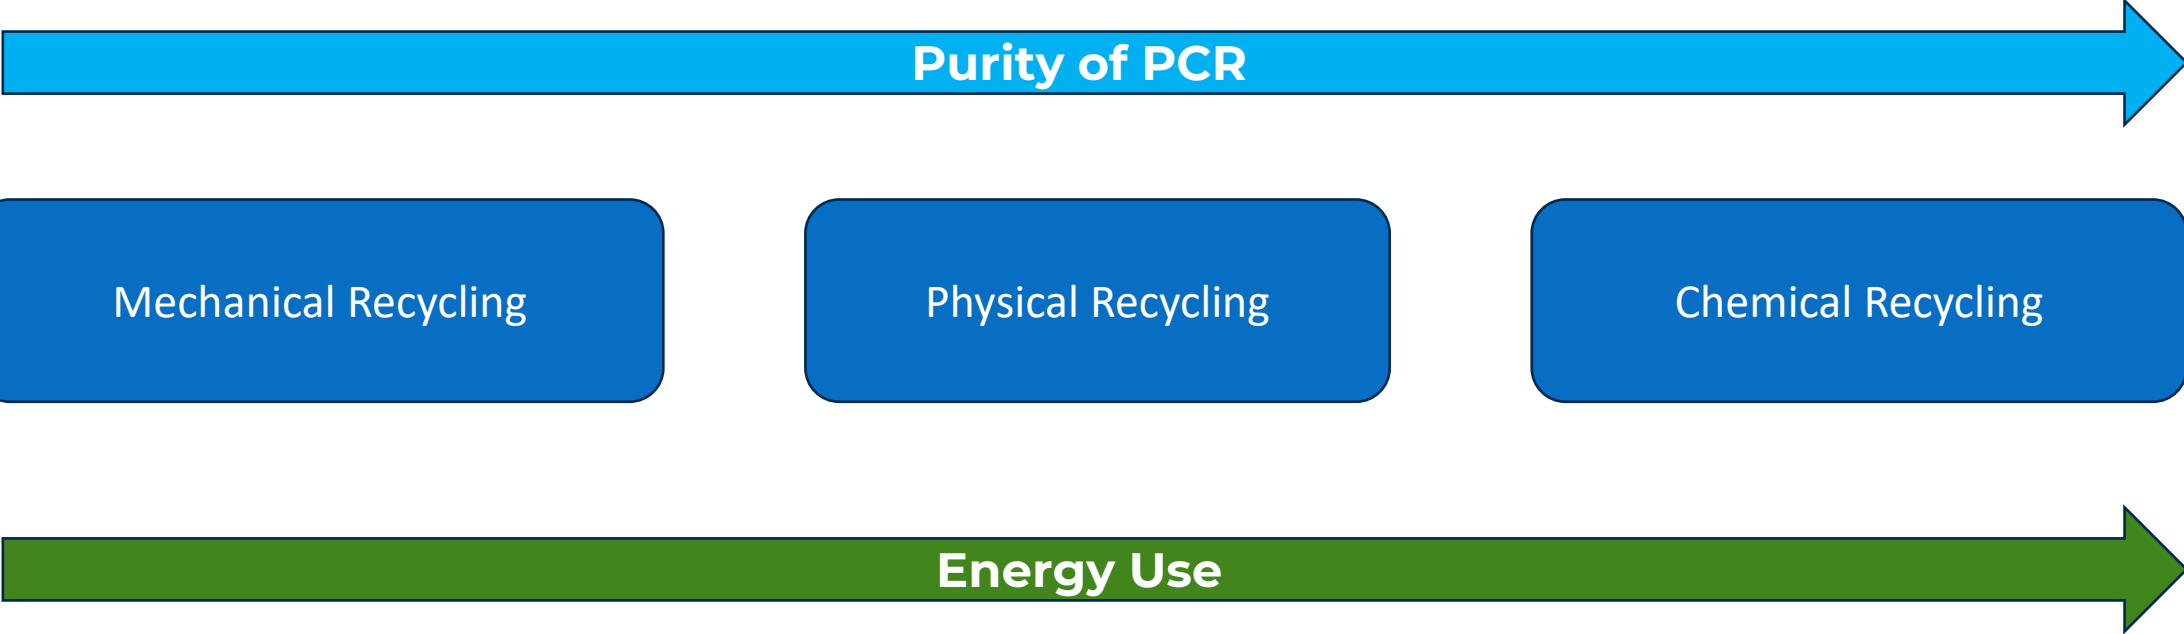 Purity of PCR
Mechanical Recycling
Physical Recycling
Chemical Recycling
Energy Use